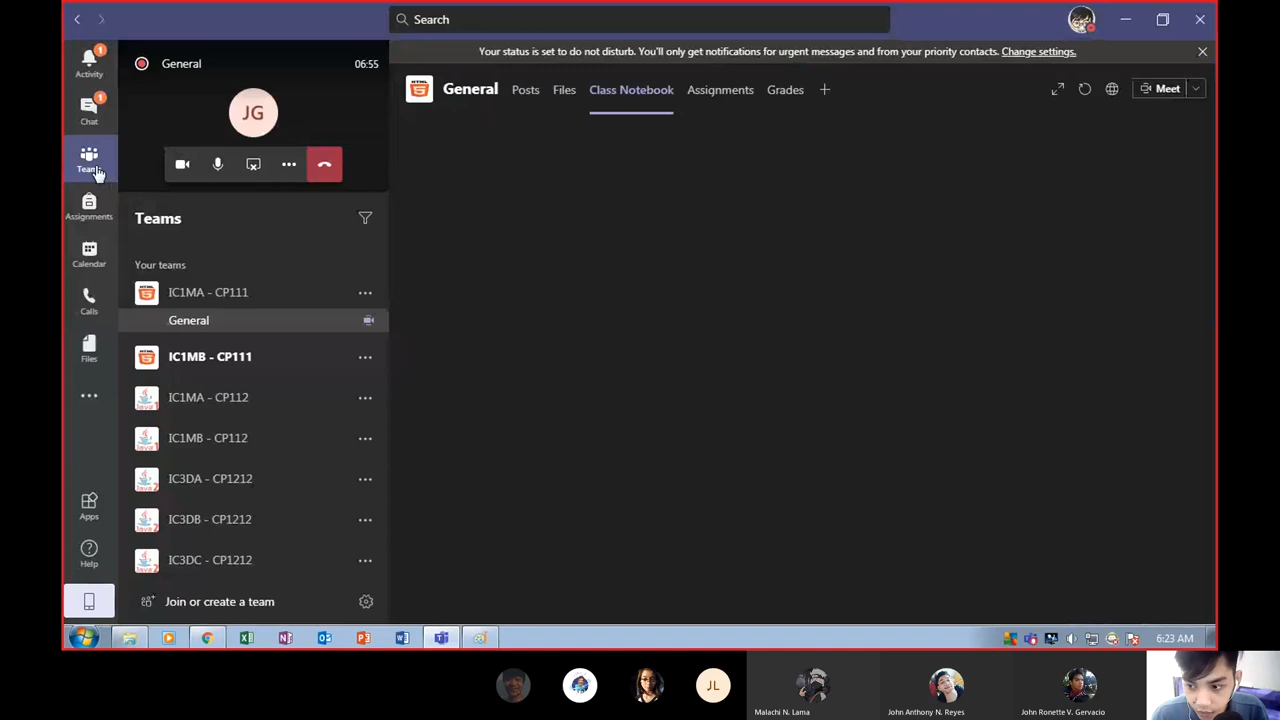 Search
Activity
1
Chat
1
Teams
Assignments
Calendar
Calls
Files
Apps
Help
General
06:55
JG
Teams
Your teams
IC1MA - CP111
General
IC1MB - CP111
IC1MA - CP112
IC1MB - CP112
IC3DA - CP1212
IC3DB - CP1212
IC3DC - CP1212
Join or create a team
Your status is set to do not disturb. You'll only get notifications for urgent messages and from your priority contacts. Change settings.
General Posts Files Class Notebook Assignments Grades
Meet
6:23 AM
JL
Malachi N. Lama
John Anthony N. Reyes
John Ronette V. Gervacio